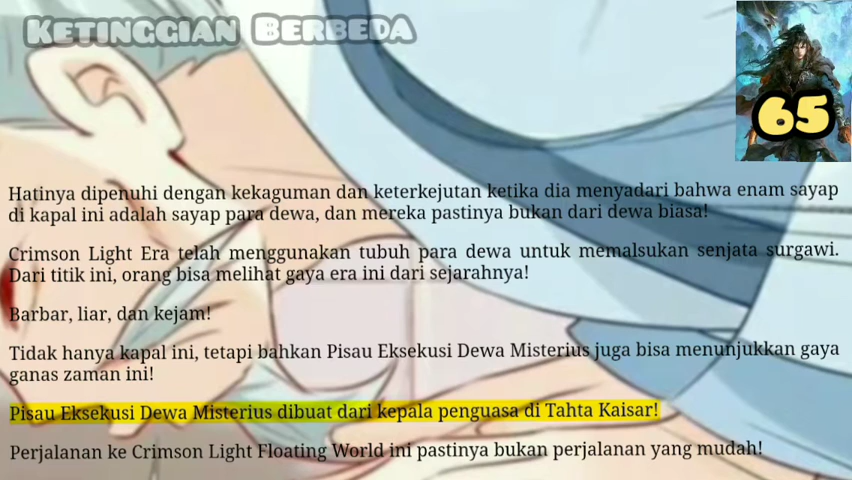 Ketinggian Berbeda
65
Hatinya dipenuhi dengan kekaguman dan keterkejutan ketika dia menyadari bahwa enam sayap
di kapal ini adalah sayap para dewa, dan mereka pastinya bukan dari dewa biasa!
Crimson Light Era telah menggunakan tubuh para dewa untuk memalsukan senjata surgawi.
Dari titik ini, orang bisa melihat gaya era ini dari sejarahnya!
Barbar, liar, dan kejam!
Tidak hanya kapal ini, tetapi bahkan Pisau Eksekusi Dewa Misterius juga bisa menunjukkan gaya
ganas zaman ini!
Pisau Eksekusi Dewa Misterius dibuat dari kepala penguasa di Tahta Kaisar!
Perjalanan ke Crimson Light Floating World ini pastinya bukan perjalanan yang mudah!